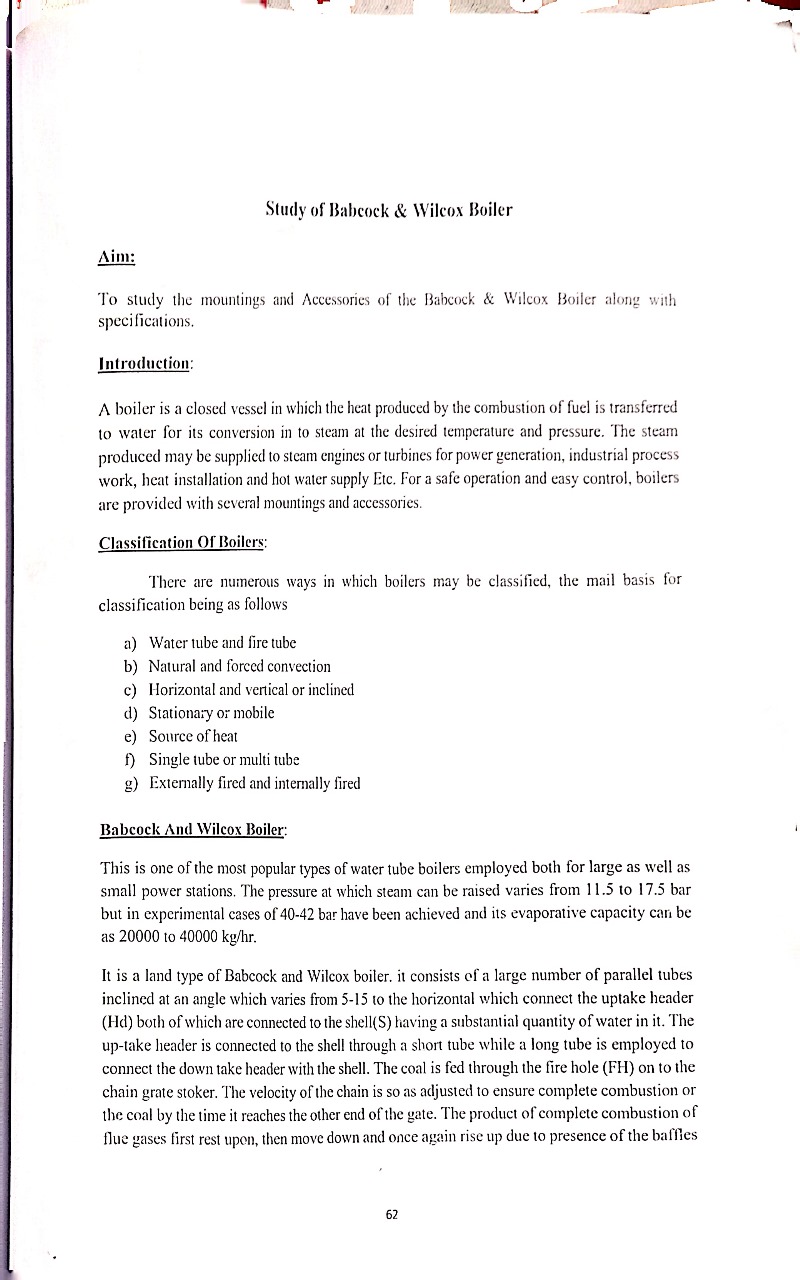 Study of Babcock & Wilcox Boiler
Aim:
To study the mountings and Accessories of the Babcock & Wilcox Boiler along with
specifications.
Introduction:
A boiler is a closed vessel in which the heat produced by the combustion of fuel is transferred
to water for its conversion in to steam at the desired temperature and pressure. The steam
produced may be supplied to steam engines or turbines for power generation, industrial process
work, heat installation and hot water supply Etc. For a safe operation and easy control, boilers
are provided with several mountings and accessories.
Classification Of Boilers:
There are numerous ways in which boilers may be classified, the mail basis for
classification being as follows
a) Water tube and fire tube
b) Natural and forced convection
c) Horizontal and vertical or inclined
d) Stationary or mobile
e) Source of heat
f) Single tube or multi tube
g) Externally fired and internally fired
Babcock And Wilcox Boiler:
This is one of the most popular types of water tube boilers employed both for large as well as
small power stations. The pressure at which steam can be raised varies from 11.5 to 17.5 bar
but in experimental cases of 40-42 bar have been achieved and its evaporative capacity can be
as 20000 to 40000 kg/hr.
It is a land type of Babcock and Wilcox boiler. it consists of a large number of parallel tubes
inclined at an angle which varies from 5-15 to the horizontal which connect the uptake header
(Hd) both of which are connected to the shell(S) having a substantial quantity of water in it. The
up-take header is connected to the shell through a short tube while a long tube is employed to
connect the down take header with the shell. The coal is fed through the fire hole (FH) on to the
chain grate stoker. The velocity of the chain is so as adjusted to ensure complete combustion or
the coal by the time it reaches the other end of the gate. The product of complete combustion of
flue gases first rest upon, then move down and once again rise up due to presence of the baffles
62